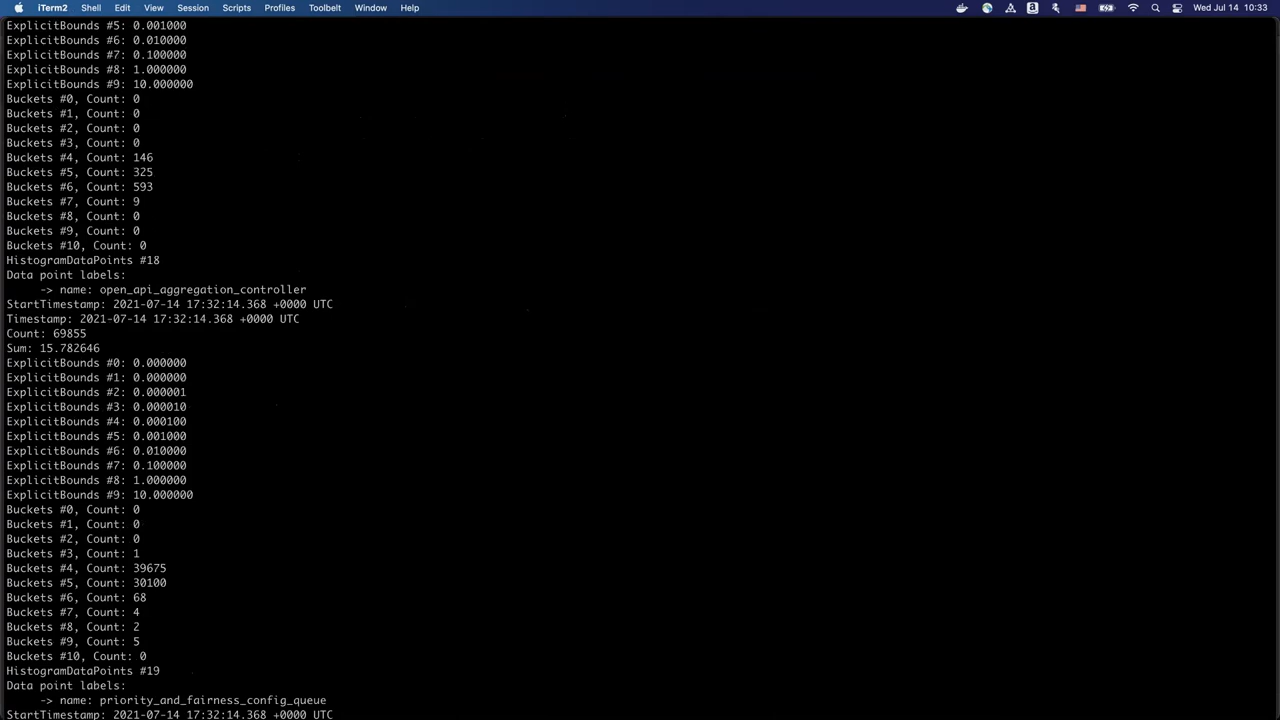 iTerm2 Shell Edit View Session Scripts Profiles Toolbelt Window Help Wed Jul 14 10:33
ExplicitBounds #5: 0.001000
ExplicitBounds #6: 0.010000
ExplicitBounds #7: 0.100000
ExplicitBounds #8: 1.000000
ExplicitBounds #9: 10.000000
Buckets #0, Count: 0
Buckets #1, Count: 0
Buckets #2, Count: 0
Buckets #3, Count: 0
Buckets #4, Count: 146
Buckets #5, Count: 325
Buckets #6, Count: 593
Buckets #7, Count: 9
Buckets #8, Count: 0
Buckets #9, Count: 0
Buckets #10, Count: 0
HistogramDataPoints #18
Data point labels:
-> name: open_api_aggregation_controller
StartTimestamp: 2021-07-14 17:32:14.368 +0000 UTC
Timestamp: 2021-07-14 17:32:14.368 +0000 UTC
Count: 69855
Sum: 15.782646
ExplicitBounds #0: 0.000000
ExplicitBounds #1: 0.000000
ExplicitBounds #2: 0.000001
ExplicitBounds #3: 0.000010
ExplicitBounds #4: 0.000100
ExplicitBounds #5: 0.001000
ExplicitBounds #6: 0.010000
ExplicitBounds #7: 0.100000
ExplicitBounds #8: 1.000000
ExplicitBounds #9: 10.000000
Buckets #0, Count: 0
Buckets #1, Count: 0
Buckets #2, Count: 0
Buckets #3, Count: 1
Buckets #4, Count: 39675
Buckets #5, Count: 30100
Buckets #6, Count: 68
Buckets #7, Count: 4
Buckets #8, Count: 2
Buckets #9, Count: 5
Buckets #10, Count: 0
HistogramDataPoints #19
Data point labels:
-> name: priority_and_fairness_config_queue
StartTimestamp: 2021-07-14 17:32:14.368 +0000 UTC